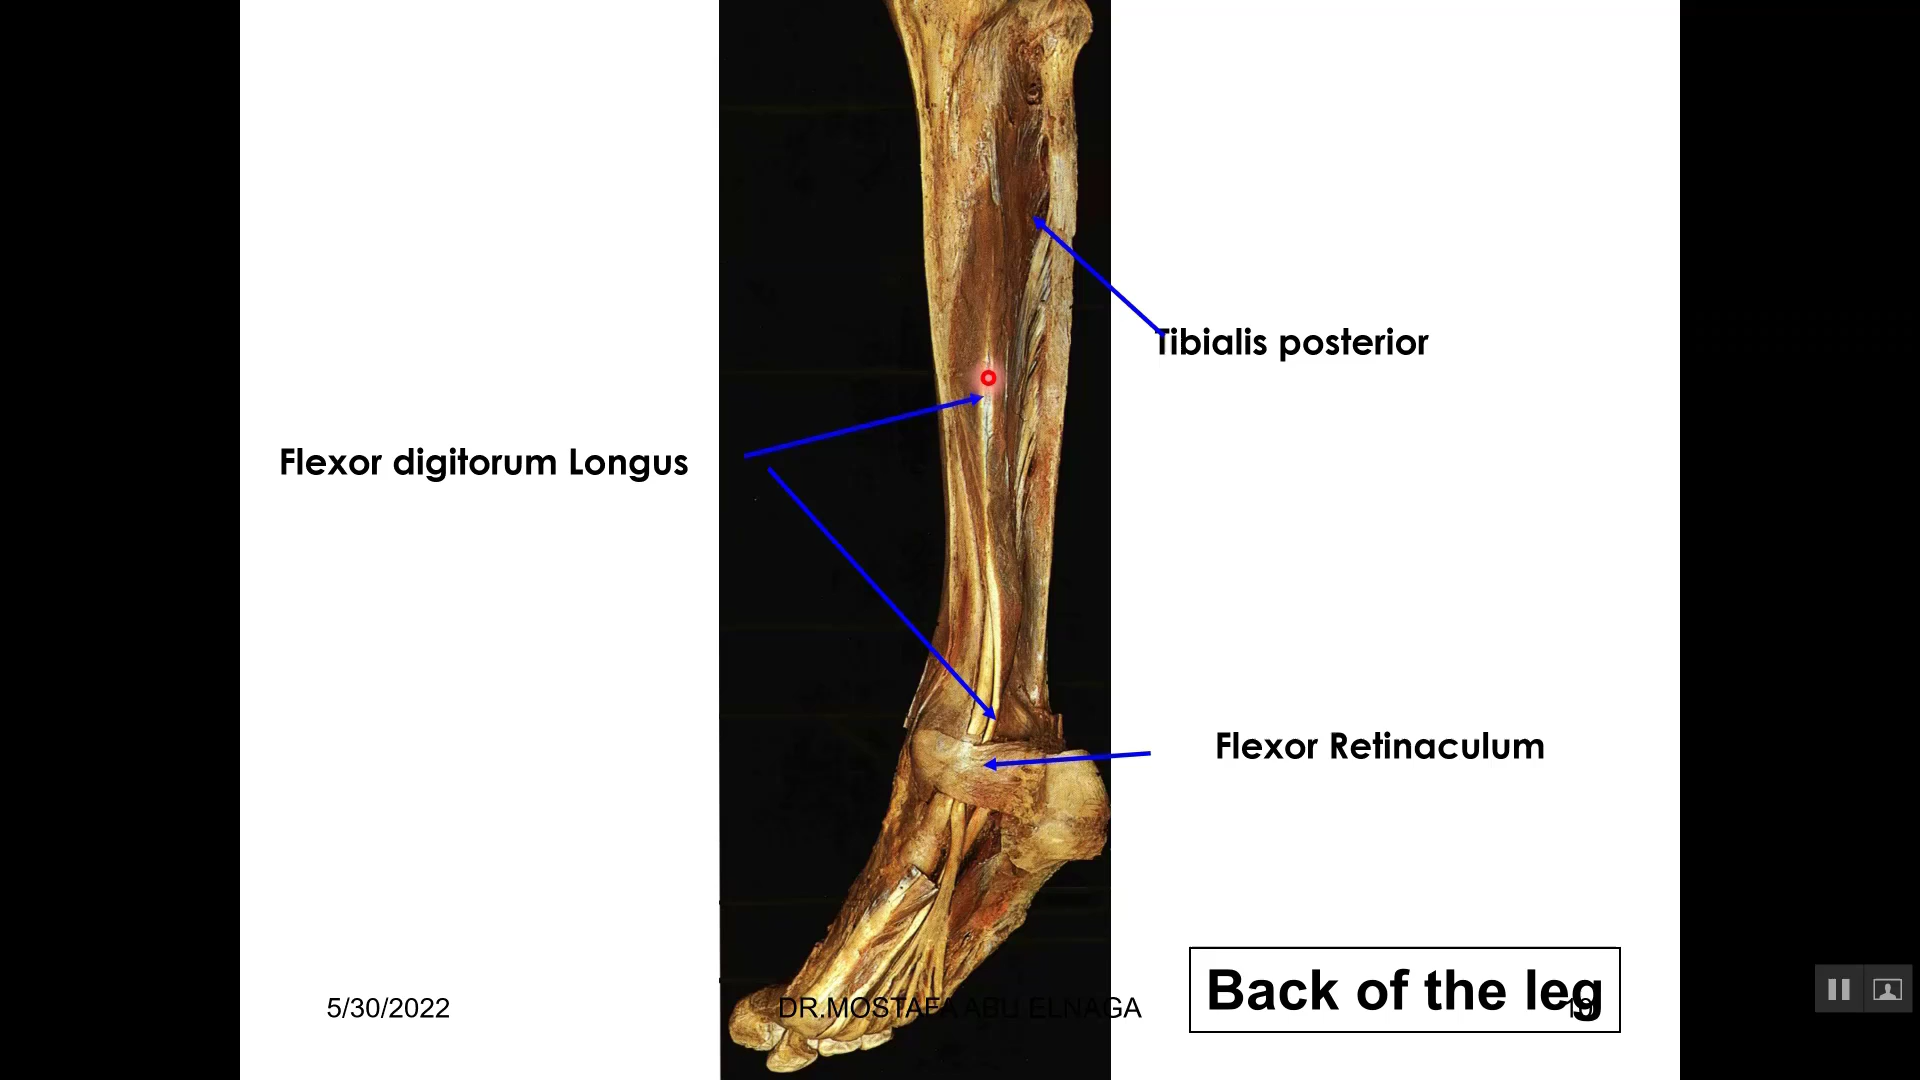 Tibialis posterior
Flexor digitorum Longus
Flexor Retinaculum
Back of the leg
5/30/2022
DR.MOSTAFA ABU ELNAGA